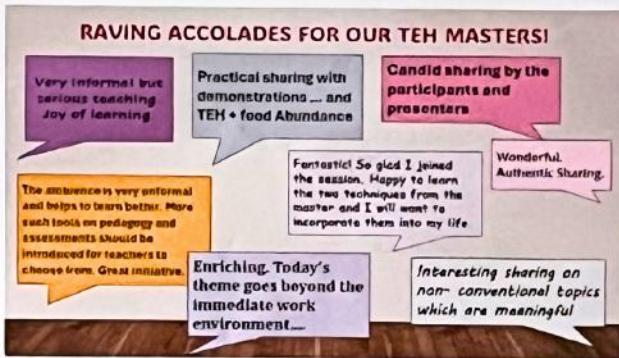 RAVING ACCOLADES FOR OUR TEH MASTERS!
Very informal but
serious teaching
Joy of learning
Practical sharing with
demonstrations ... and
TEH + food Abundance
Candid sharing by the
participants and
presenters
Fantastic! So glad I joined
the session. Happy to learn
the two techniques from the
master and I will want to
incorporate them into my life
Wonderful.
Authentic Sharing.
The ambience is very informal
and helps to learn better. More
such tools on pedagogy and
assessments should be
introduced for teachers to
choose from. Great initiative.
Enriching. Today's
theme goes beyond the
immediate work
environment....
Interesting sharing on
non- conventional topics
which are meaningful